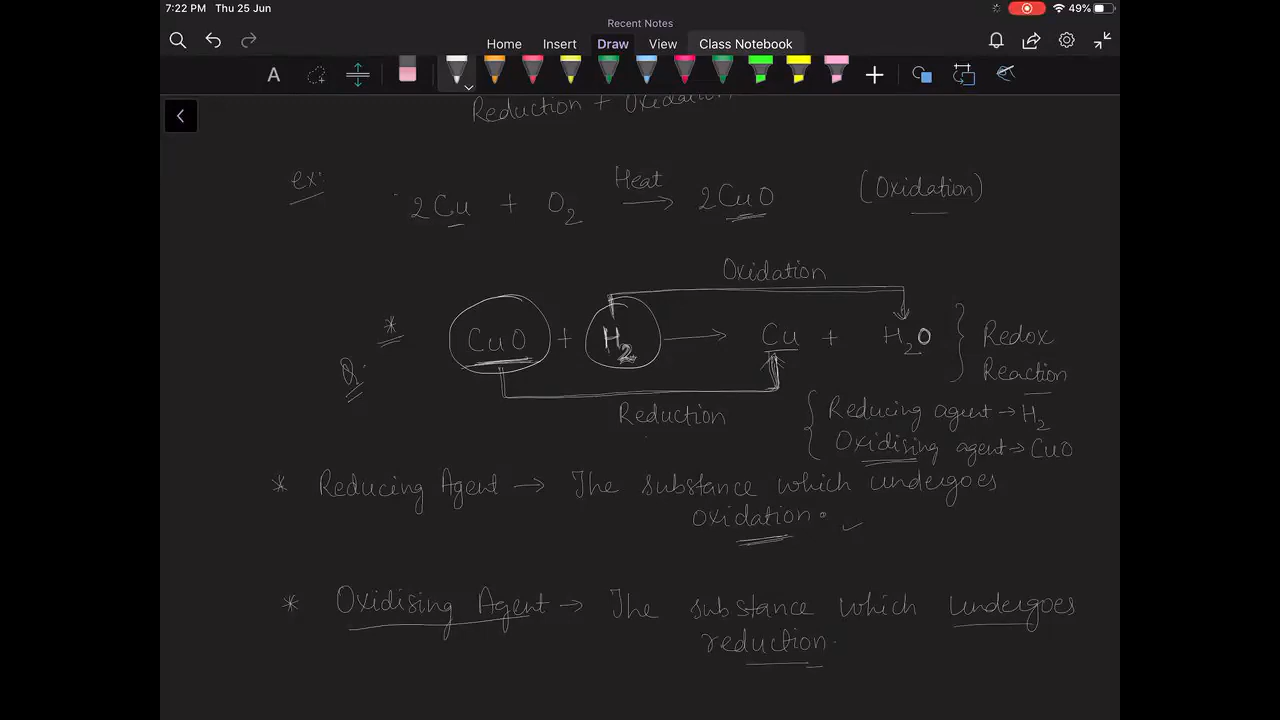 7:22 PM Thu 25 Jun
49%
Recent Notes
Home Insert Draw View Class Notebook
A
Reduction + Oxidation
ex:
2Cu + O2 Heat → 2CuO (Oxidation)
Oxidation
* CuO + H2 → Cu + H2O } Redox
Q: Reaction
Reduction
{ Reducing agent → H2
Oxidising agent → CuO
* Reducing Agent → The substance which undergoes
oxidation.
* Oxidising Agent → The substance which undergoes
reduction.